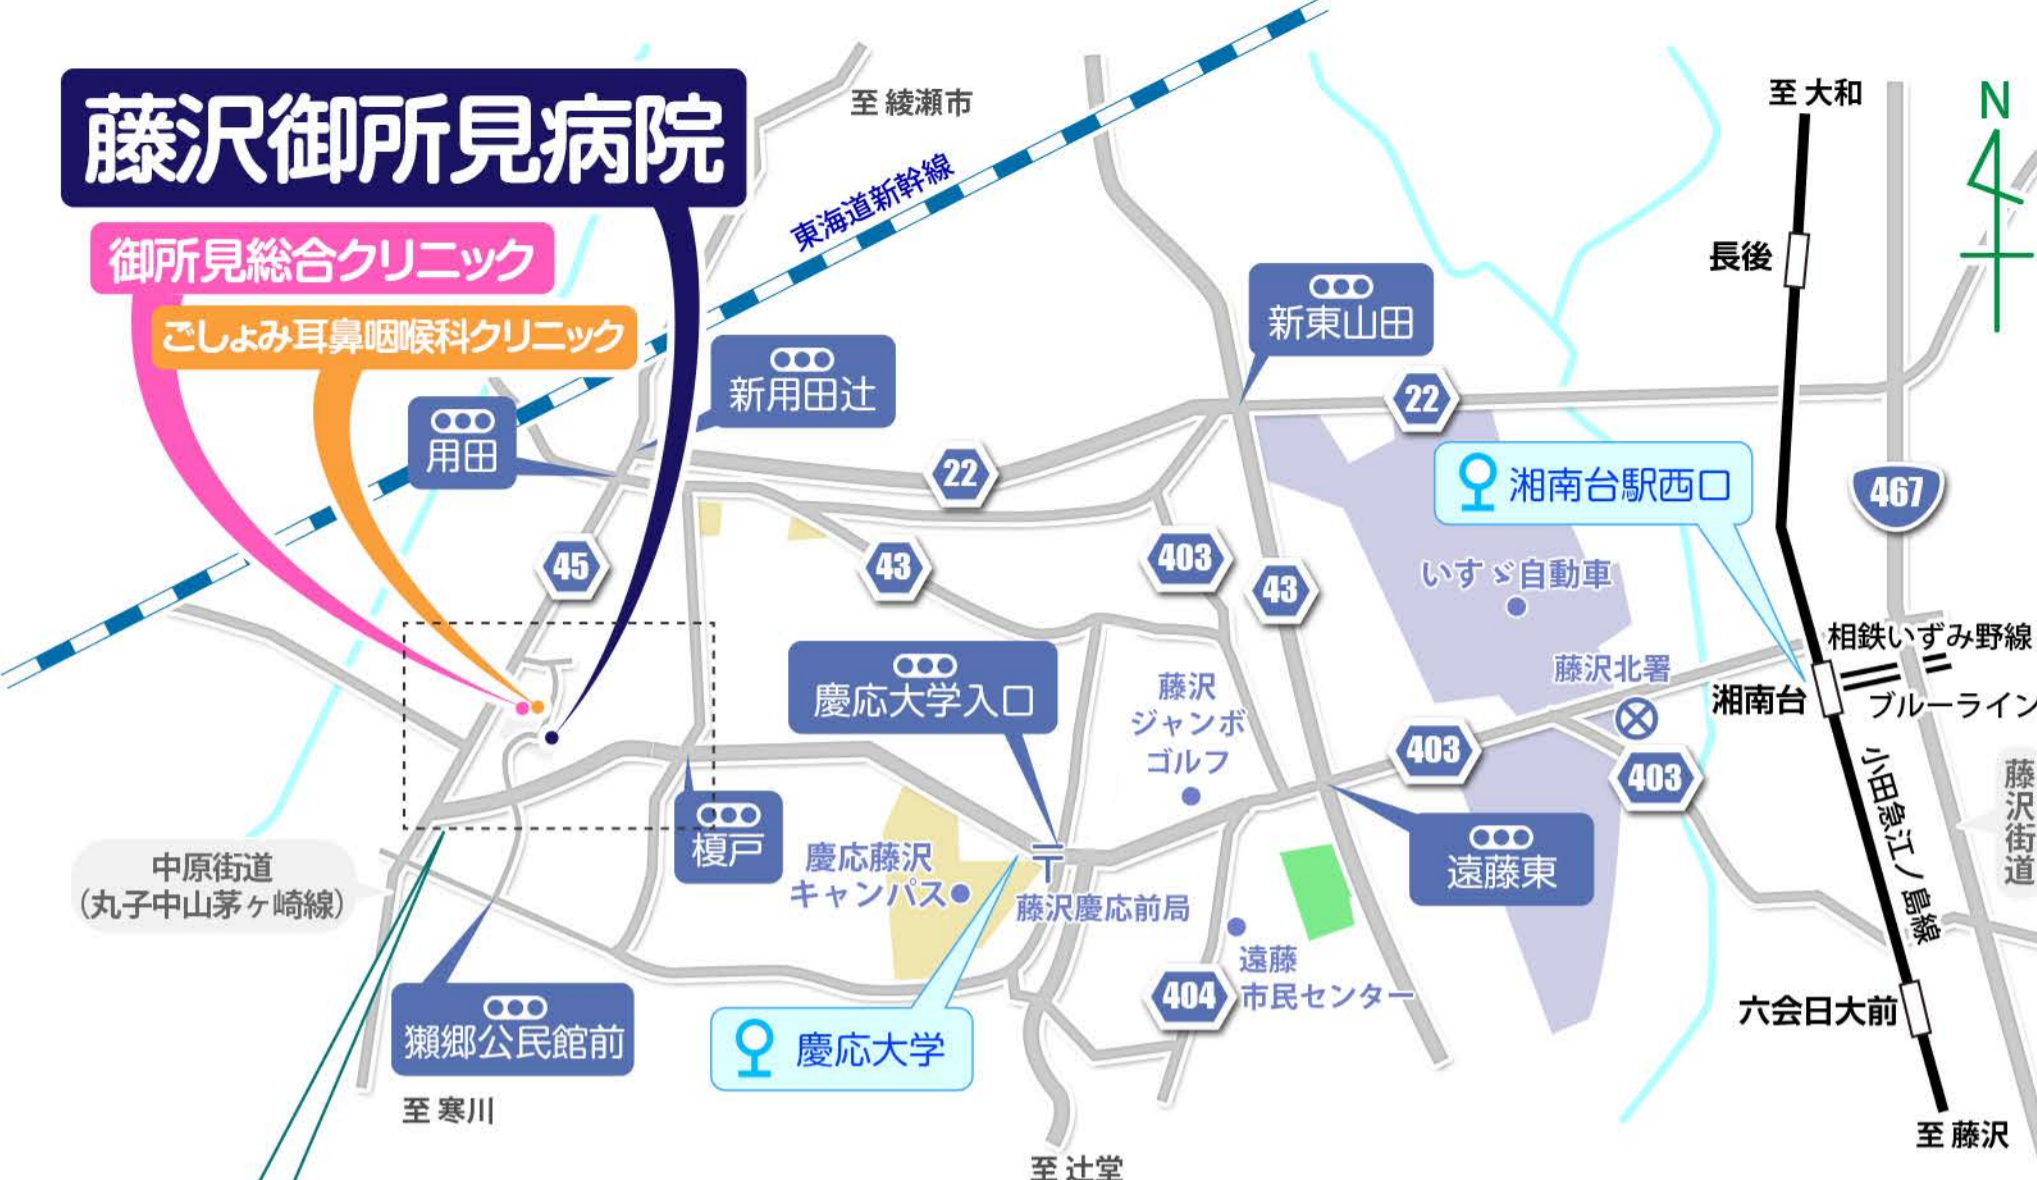 藤沢御所見病院
御所見総合クリニック
ごしょみ耳鼻咽喉科クリニック
至 綾瀬市
東海道新幹線
至 大和
N
長後
新東山田
新用田辻
用田
22
22
湘南台駅西口
467
45
43
403
43
いすゞ自動車
相鉄いずみ野線
ブルーライン
湘南台
藤沢北署
慶応大学入口
藤沢
ジャンボ
ゴルフ
403
403
小田急江ノ島線
藤沢街道
榎戸
慶応藤沢
キャンパス
藤沢慶応前局
遠藤東
中原街道
(丸子中山茅ヶ崎線)
遠藤
市民センター
404
獺郷公民館前
慶応大学
六会日大前
至 寒川
至 辻堂
至 藤沢